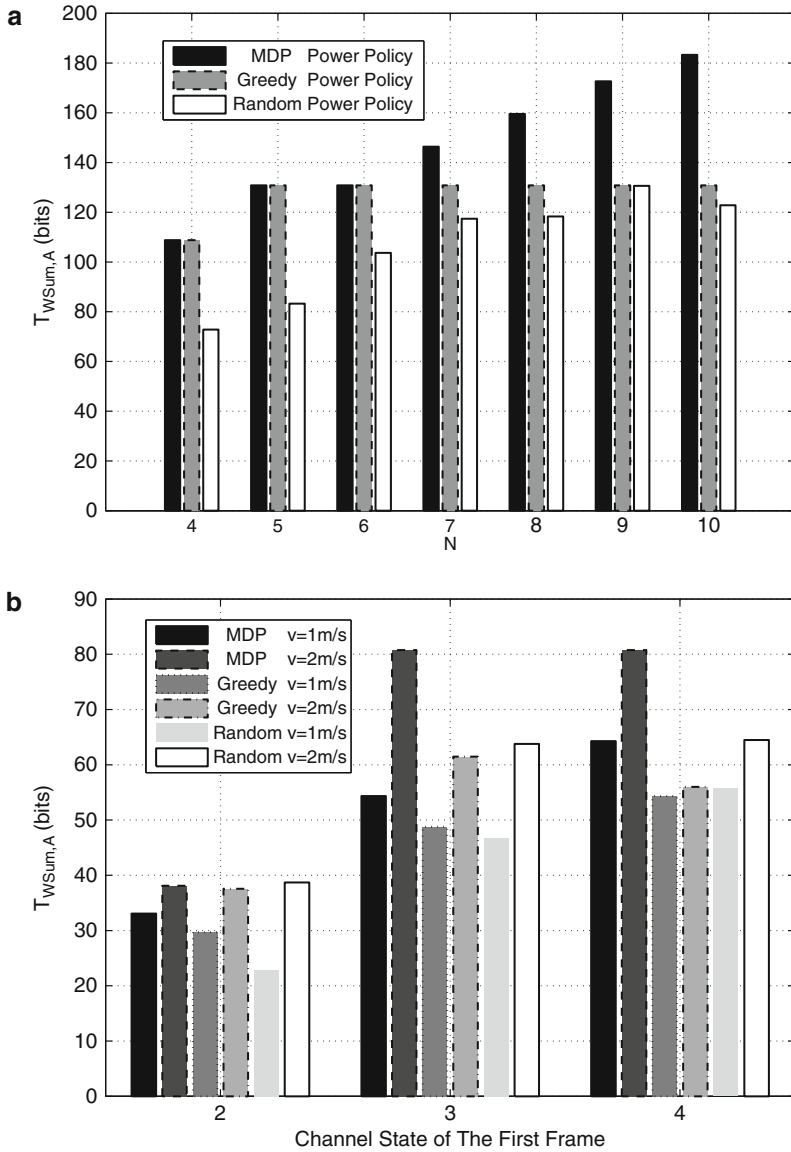 a
200
180
160
140
120
100
80
60
40
20
0
T_WSum,A (bits)
MDP Power Policy
Greedy Power Policy
Random Power Policy
4 5 6 7 8 9 10
N
b
90
80
70
60
50
40
30
20
10
0
T_WSum,A (bits)
MDP v=1m/s
MDP v=2m/s
Greedy v=1m/s
Greedy v=2m/s
Random v=1m/s
Random v=2m/s
2 3 4
Channel State of The First Frame